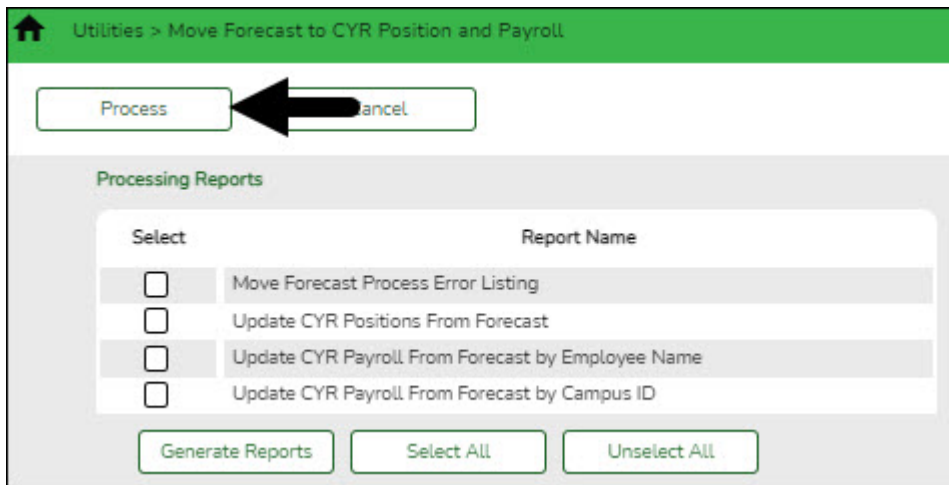 Utilities > Move Forecast to CYR Position and Payroll
Process
Processing Reports
Select Report Name
Move Forecast Process Error Listing
Update CYR Positions From Forecast
Update CYR Payroll From Forecast by Employee Name
Update CYR Payroll From Forecast by Campus ID
Generate Reports Select All Unselect All